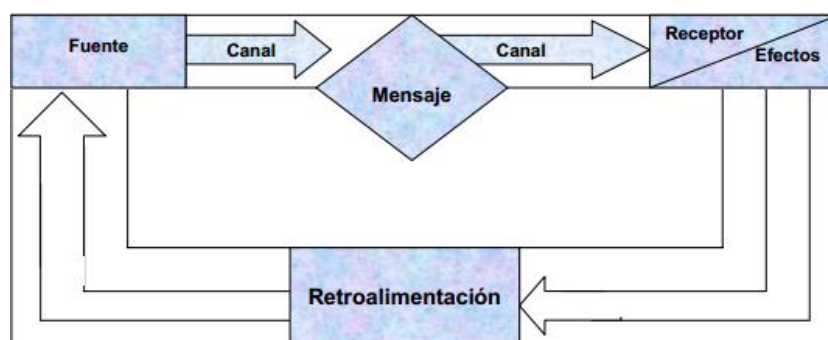 Fuente
Canal
Mensaje
Canal
Receptor
Efectos
Retroalimentación